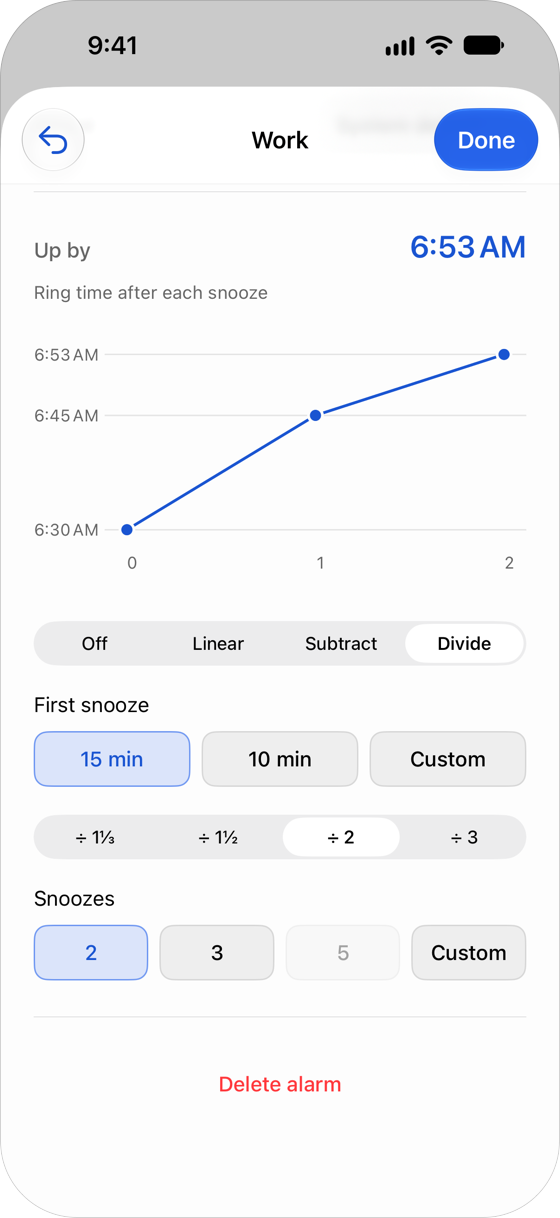 9:41
Work
Done
Up by
6:53 AM
Ring time after each snooze
6:53 AM
6:45 AM
6:30 AM
0 1 2
Off Linear Subtract Divide
First snooze
15 min 10 min Custom
÷ 1⅓ ÷ 1½ ÷ 2 ÷ 3
Snoozes
2 3 5 Custom
Delete alarm